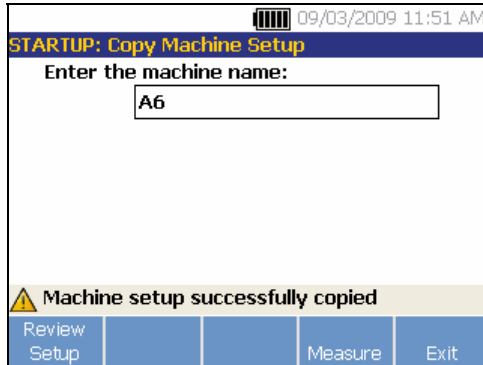 09/03/2009 11:51 AM
STARTUP: Copy Machine Setup
Enter the machine name:
A6
Machine setup successfully copied
Review
Setup
Measure
Exit